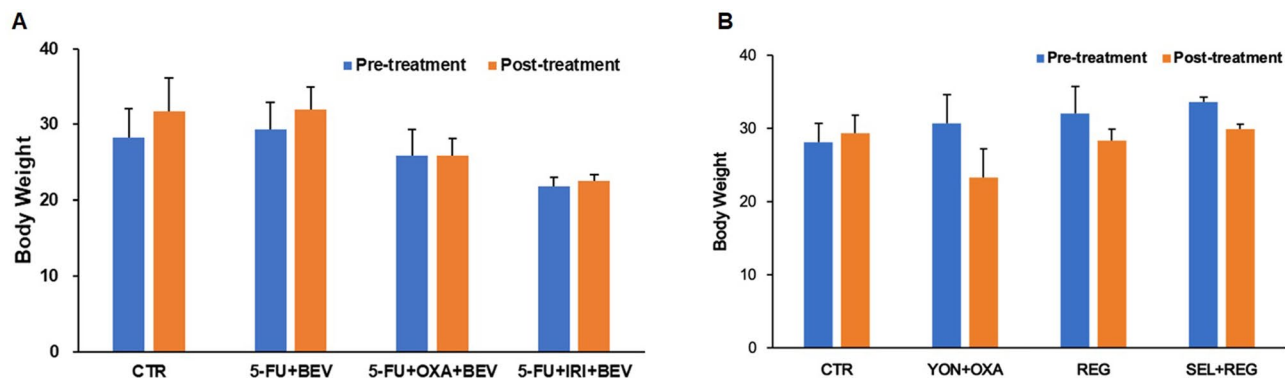 A
40
30
20
10
0
Body Weight
Pre-treatment Post-treatment
CTR 5-FU+BEV 5-FU+OXA+BEV 5-FU+IRI+BEV
B
40
30
20
10
0
Body Weight
Pre-treatment Post-treatment
CTR YON+OXA REG SEL+REG